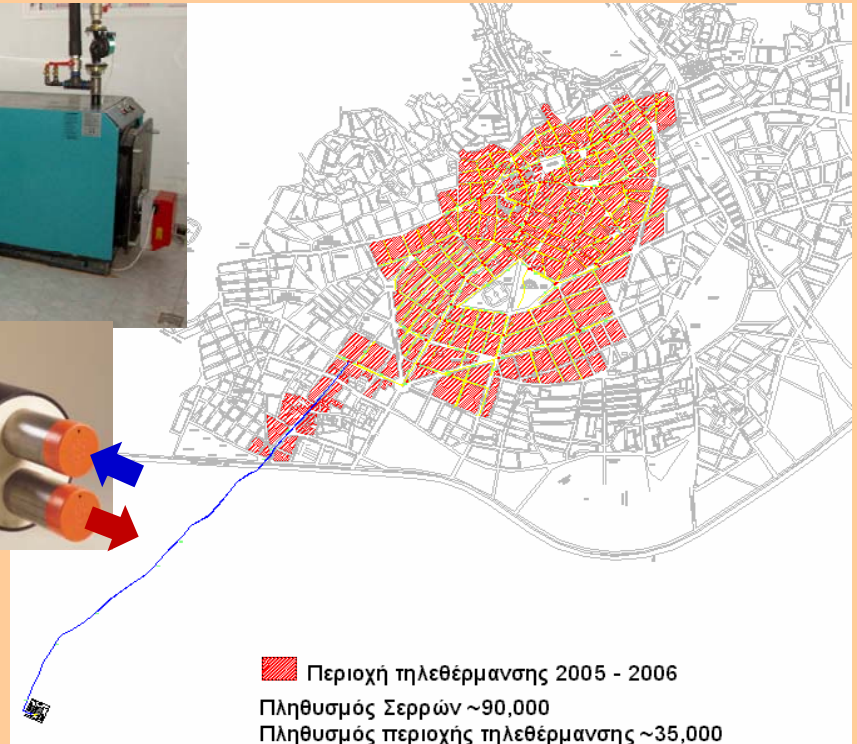 Περιοχή τηλεθέρμανσης 2005 - 2006
Πληθυσμός Σερρών ~90,000
Πληθυσμός περιοχής τηλεθέρμανσης ~35,000